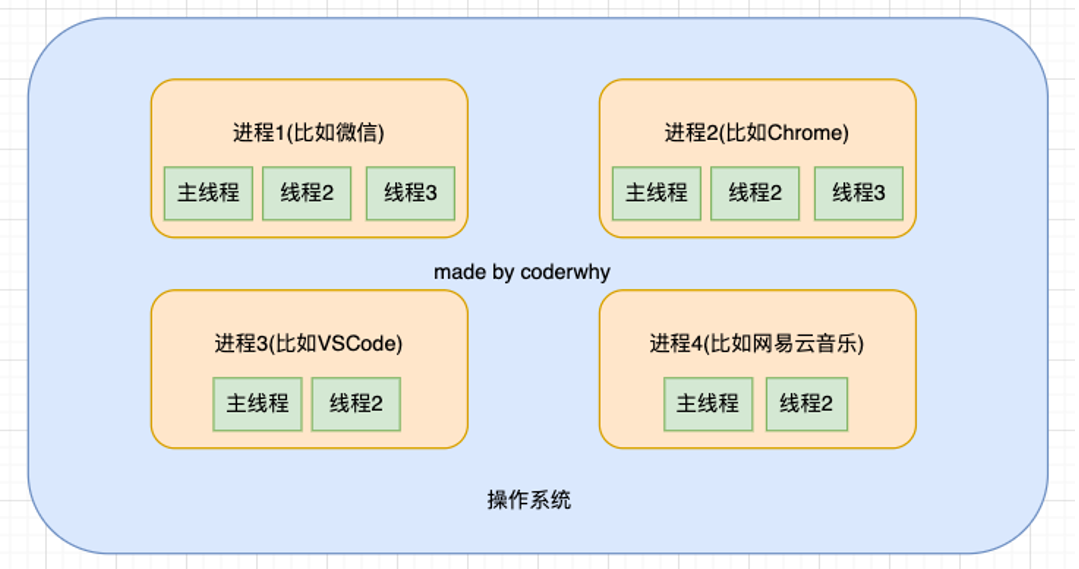 进程1(比如微信)
主线程 线程2 线程3
进程2(比如Chrome)
主线程 线程2 线程3
made by coderwhy
进程3(比如VSCode)
主线程 线程2
进程4(比如网易云音乐)
主线程 线程2
操作系统